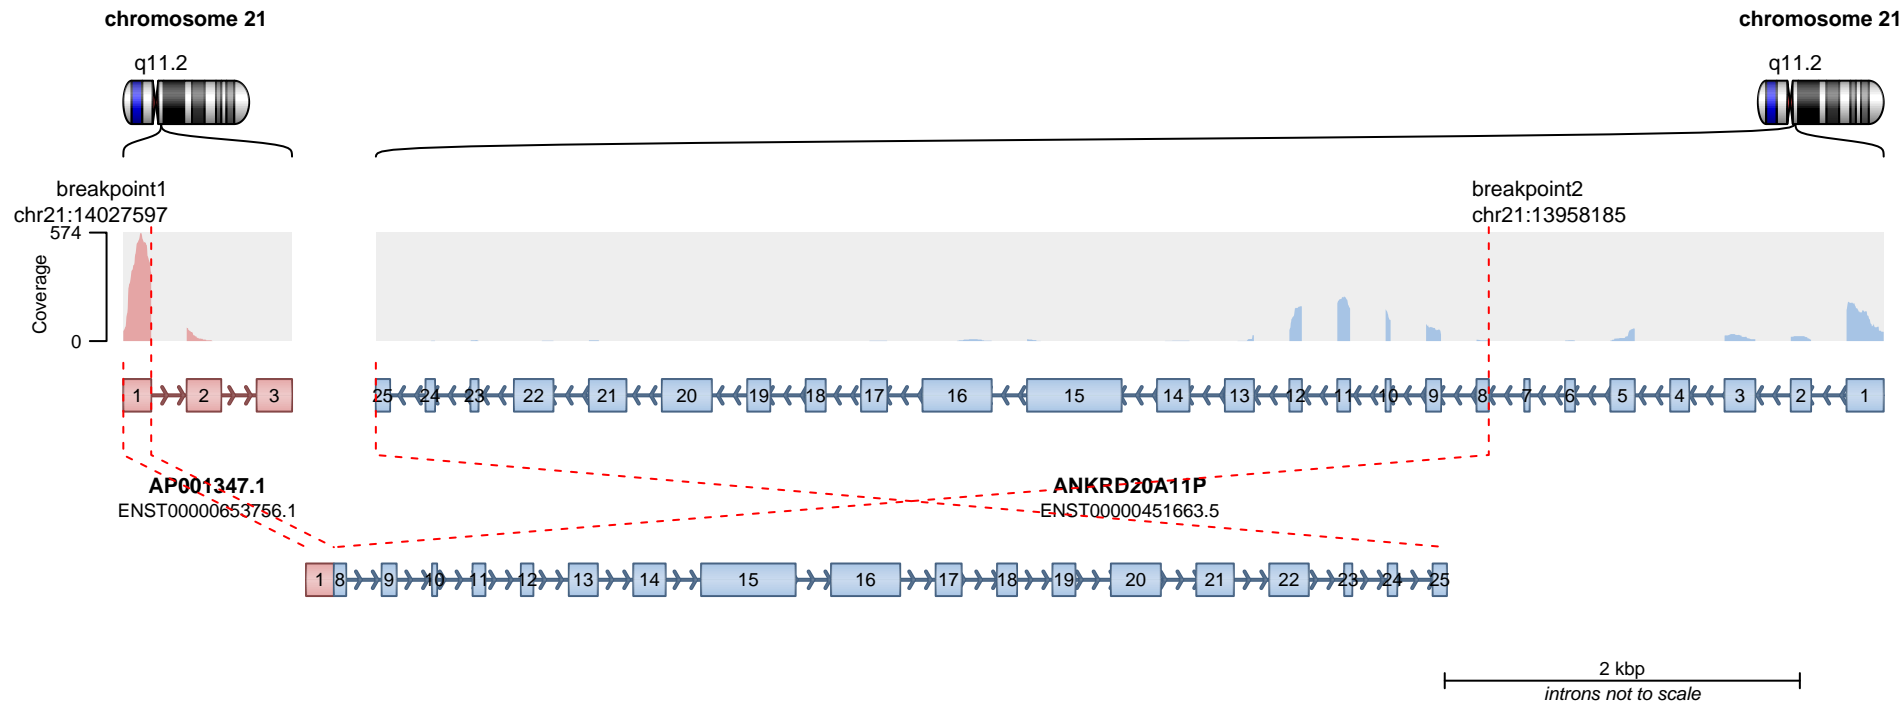 chromosome 21
chromosome 21
q11.2
q11.2
breakpoint1
chr21:14027597
breakpoint2
chr21:13958185
574
Coverage
0
1 2 3
25 24 23 22 21 20 19 18 17 16 15 14 13 12 11 10 9 8 7 6 5 4 3 2 1
AP001347.1
ENST00000653756.1
ANKRD20A11P
ENST00000451663.5
1 8 9 10 11 12 13 14 15 16 17 18 19 20 21 22 23 24 25
2 kbp
introns not to scale